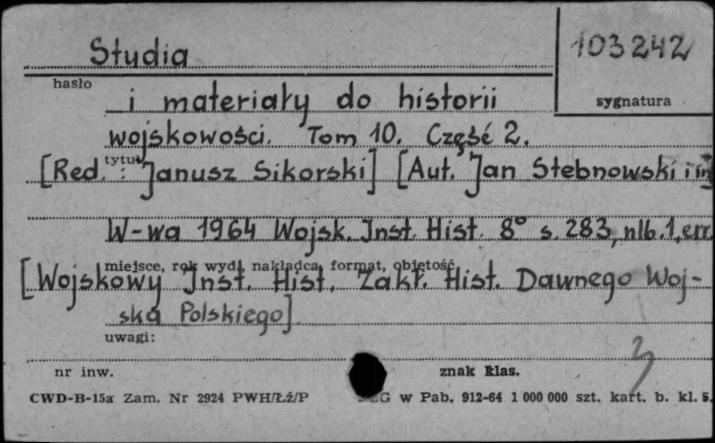 Studia
103242
hasło
sygnatura
i materiały do historii
wojskowości. Tom 10. Część 2.
tytuł
[Red.: Janusz Sikorski] [Aut. Jan Stebnowski i in]
W-wa 1964 Wojsk. Inst. Hist. 8° s. 283, nlb. 1, err
miejsce, rok wyd., nakładca, format, objętość
[Wojskowy Inst. Hist. Zakł. Hist. Dawnego Woj-
ska Polskiego]
uwagi:
3
nr inw.
znak klas.
CWD-B-15a Zam. Nr 2924 PWH/Łż/P
w Pab. 912-64 1 000 000 szt. kart. b. kl. 5.